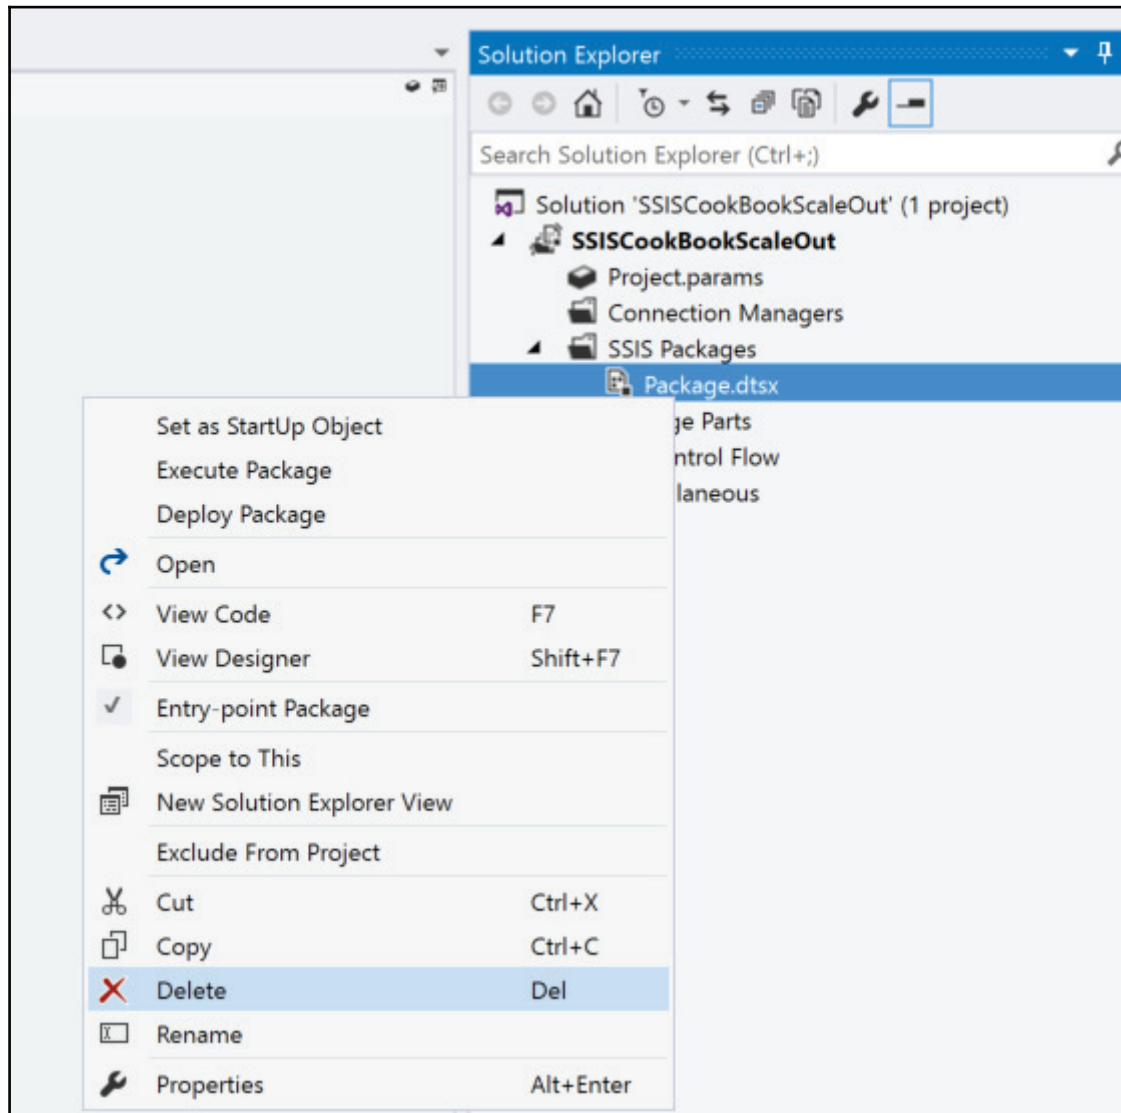 Solution Explorer
Search Solution Explorer (Ctrl+;)
Solution 'SSISCookBookScaleOut' (1 project)
SSISCookBookScaleOut
Project.params
Connection Managers
SSIS Packages
Package.dtsx
ge Parts
ntrol Flow
laneous
Set as StartUp Object
Execute Package
Deploy Package
Open
View Code F7
View Designer Shift+F7
Entry-point Package
Scope to This
New Solution Explorer View
Exclude From Project
Cut Ctrl+X
Copy Ctrl+C
Delete Del
Rename
Properties Alt+Enter